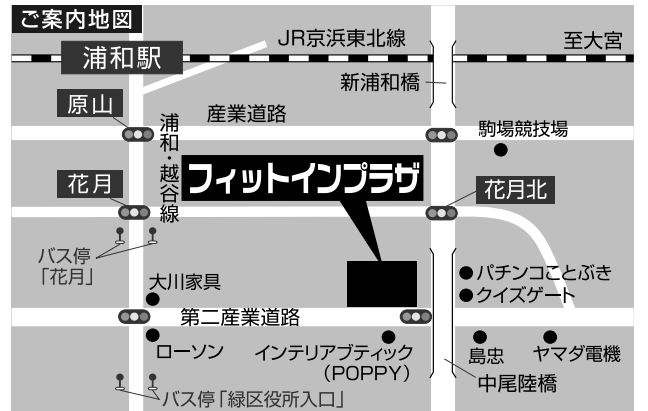 ご案内地図
JR京浜東北線
至大宮
浦和駅
新浦和橋
原山
産業道路
浦和・越谷線
駒場競技場
フィットインプラザ
花月
花月北
バス停
「花月」
大川家具
パチンコことぶき
クイズゲート
第二産業道路
ローソン
インテリアブティック
(POPPY)
島忠
ヤマダ電機
中尾陸橋
バス停「緑区役所入口」